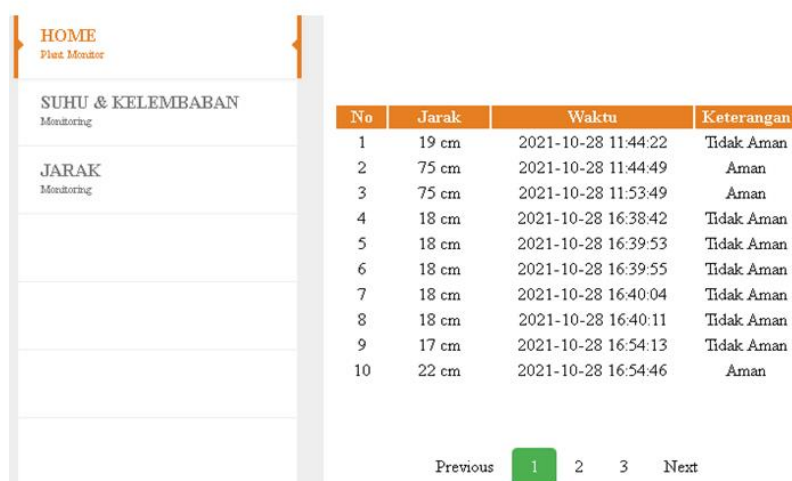 HOME
Plant Monitor
SUHU & KELEMBABAN
Monitoring
JARAK
Monitoring
No Jarak Waktu Keterangan
1 19 cm 2021-10-28 11:44:22 Tidak Aman
2 75 cm 2021-10-28 11:44:49 Aman
3 75 cm 2021-10-28 11:53:49 Aman
4 18 cm 2021-10-28 16:38:42 Tidak Aman
5 18 cm 2021-10-28 16:39:53 Tidak Aman
6 18 cm 2021-10-28 16:39:55 Tidak Aman
7 18 cm 2021-10-28 16:40:04 Tidak Aman
8 18 cm 2021-10-28 16:40:11 Tidak Aman
9 17 cm 2021-10-28 16:54:13 Tidak Aman
10 22 cm 2021-10-28 16:54:46 Aman
Previous 1 2 3 Next